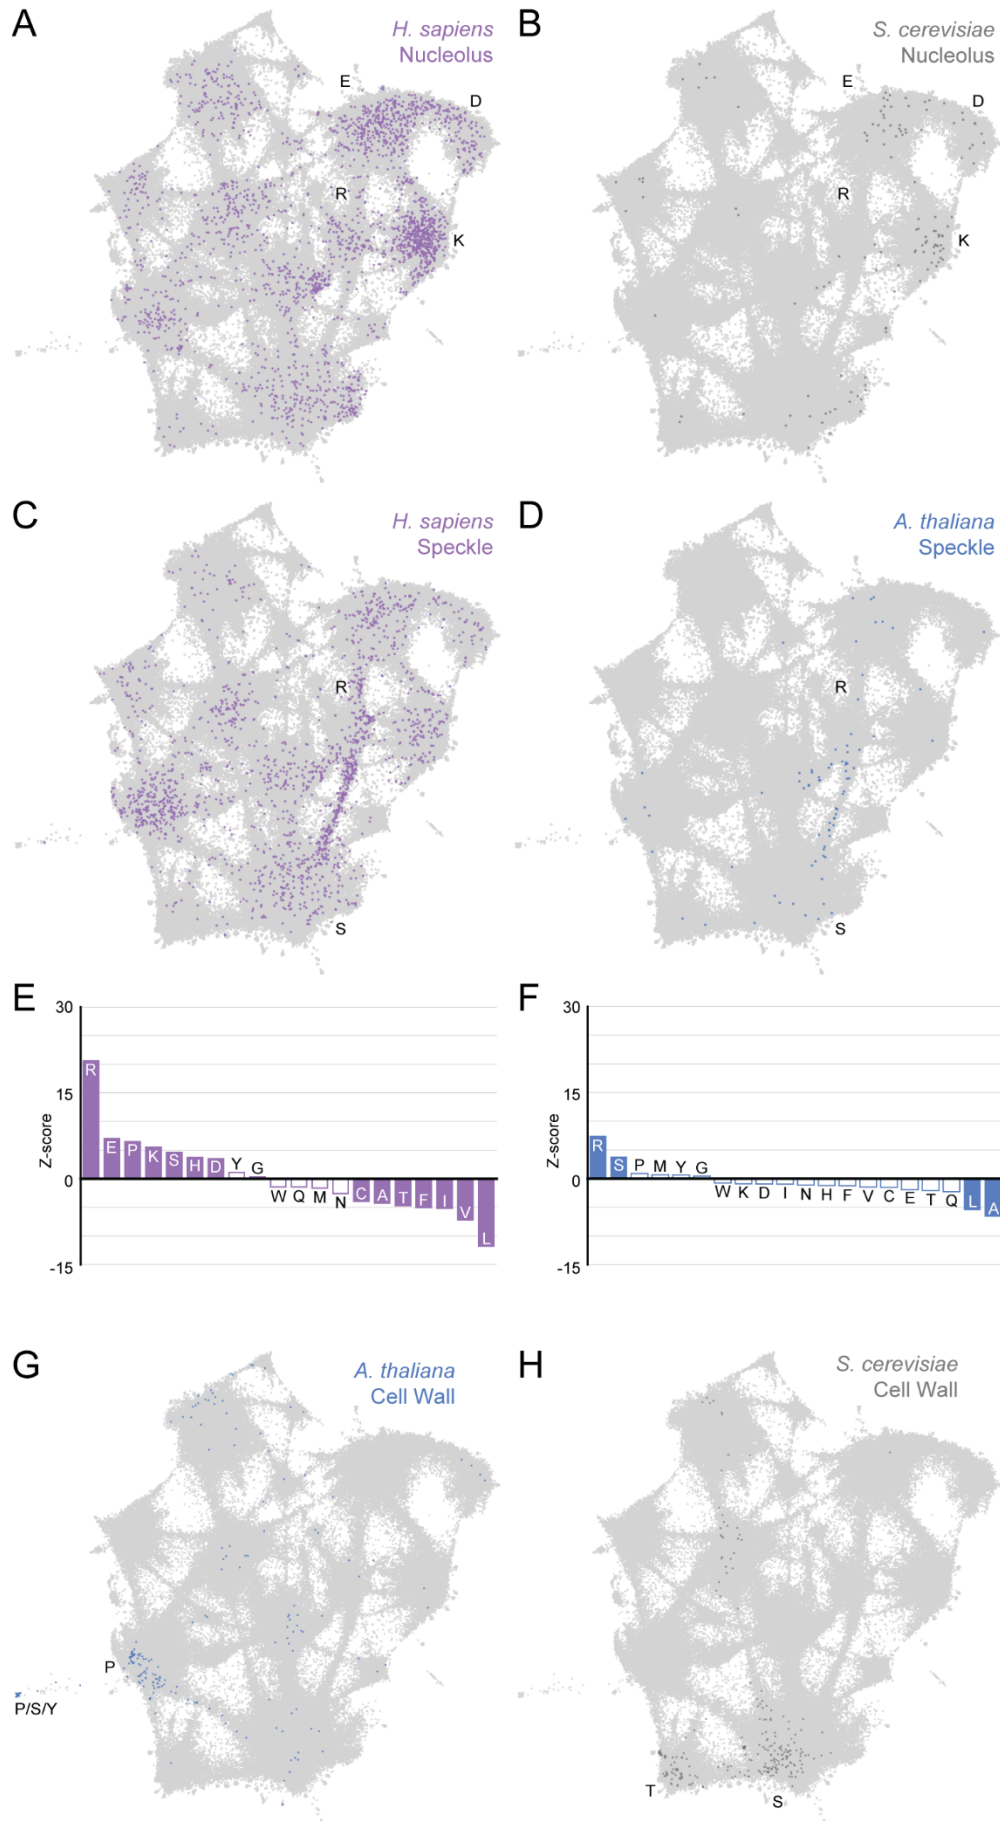 A
H. sapiens
Nucleolus
E
D
R
K
B
S. cerevisiae
Nucleolus
E
D
R
K
C
H. sapiens
Speckle
R
S
D
A. thaliana
Speckle
R
S
E
30
15
0
-15
Z-score
R E P K S H D Y G W Q M N C A T F I V L
F
30
15
0
-15
Z-score
R S P M Y G W K D I N H F V C E T Q L A
G
A. thaliana
Cell Wall
P
P/S/Y
H
S. cerevisiae
Cell Wall
T
S